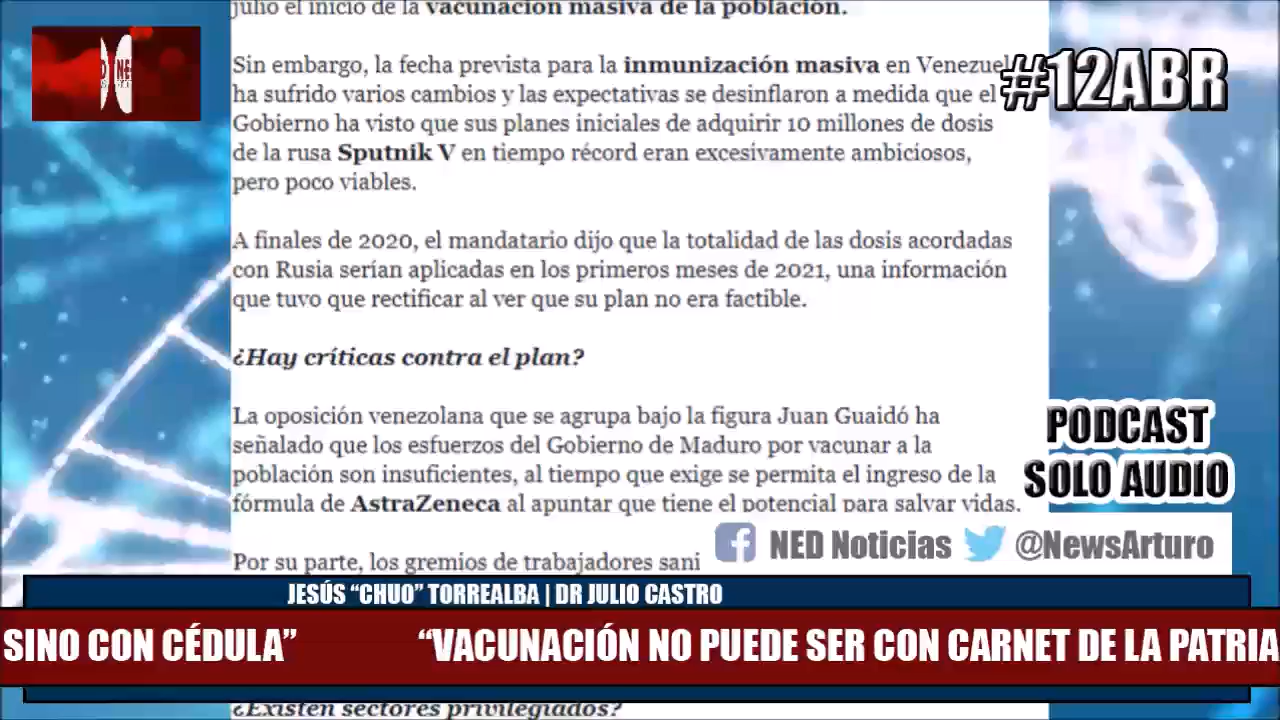 julio el inicio de la vacunación masiva de la población.
Sin embargo, la fecha prevista para la inmunización masiva en Venezuel
ha sufrido varios cambios y las expectativas se desinflaron a medida que el
Gobierno ha visto que sus planes iniciales de adquirir 10 millones de dosis
de la rusa Sputnik V en tiempo récord eran excesivamente ambiciosos,
pero poco viables.
A finales de 2020, el mandatario dijo que la totalidad de las dosis acordadas
con Rusia serían aplicadas en los primeros meses de 2021, una información
que tuvo que rectificar al ver que su plan no era factible.
¿Hay críticas contra el plan?
La oposición venezolana que se agrupa bajo la figura Juan Guaidó ha
señalado que los esfuerzos del Gobierno de Maduro por vacunar a la
población son insuficientes, al tiempo que exige se permita el ingreso de la
fórmula de AstraZeneca al apuntar que tiene el potencial para salvar vidas.
Por su parte, los gremios de trabajadores sani
#12ABR
PODCAST
SOLO AUDIO
NED Noticias @NewsArturo
JESÚS “CHUO” TORREALBA | DR JULIO CASTRO
SINO CON CÉDULA” “VACUNACIÓN NO PUEDE SER CON CARNET DE LA PATRIA
¿Existen sectores privilegiados?